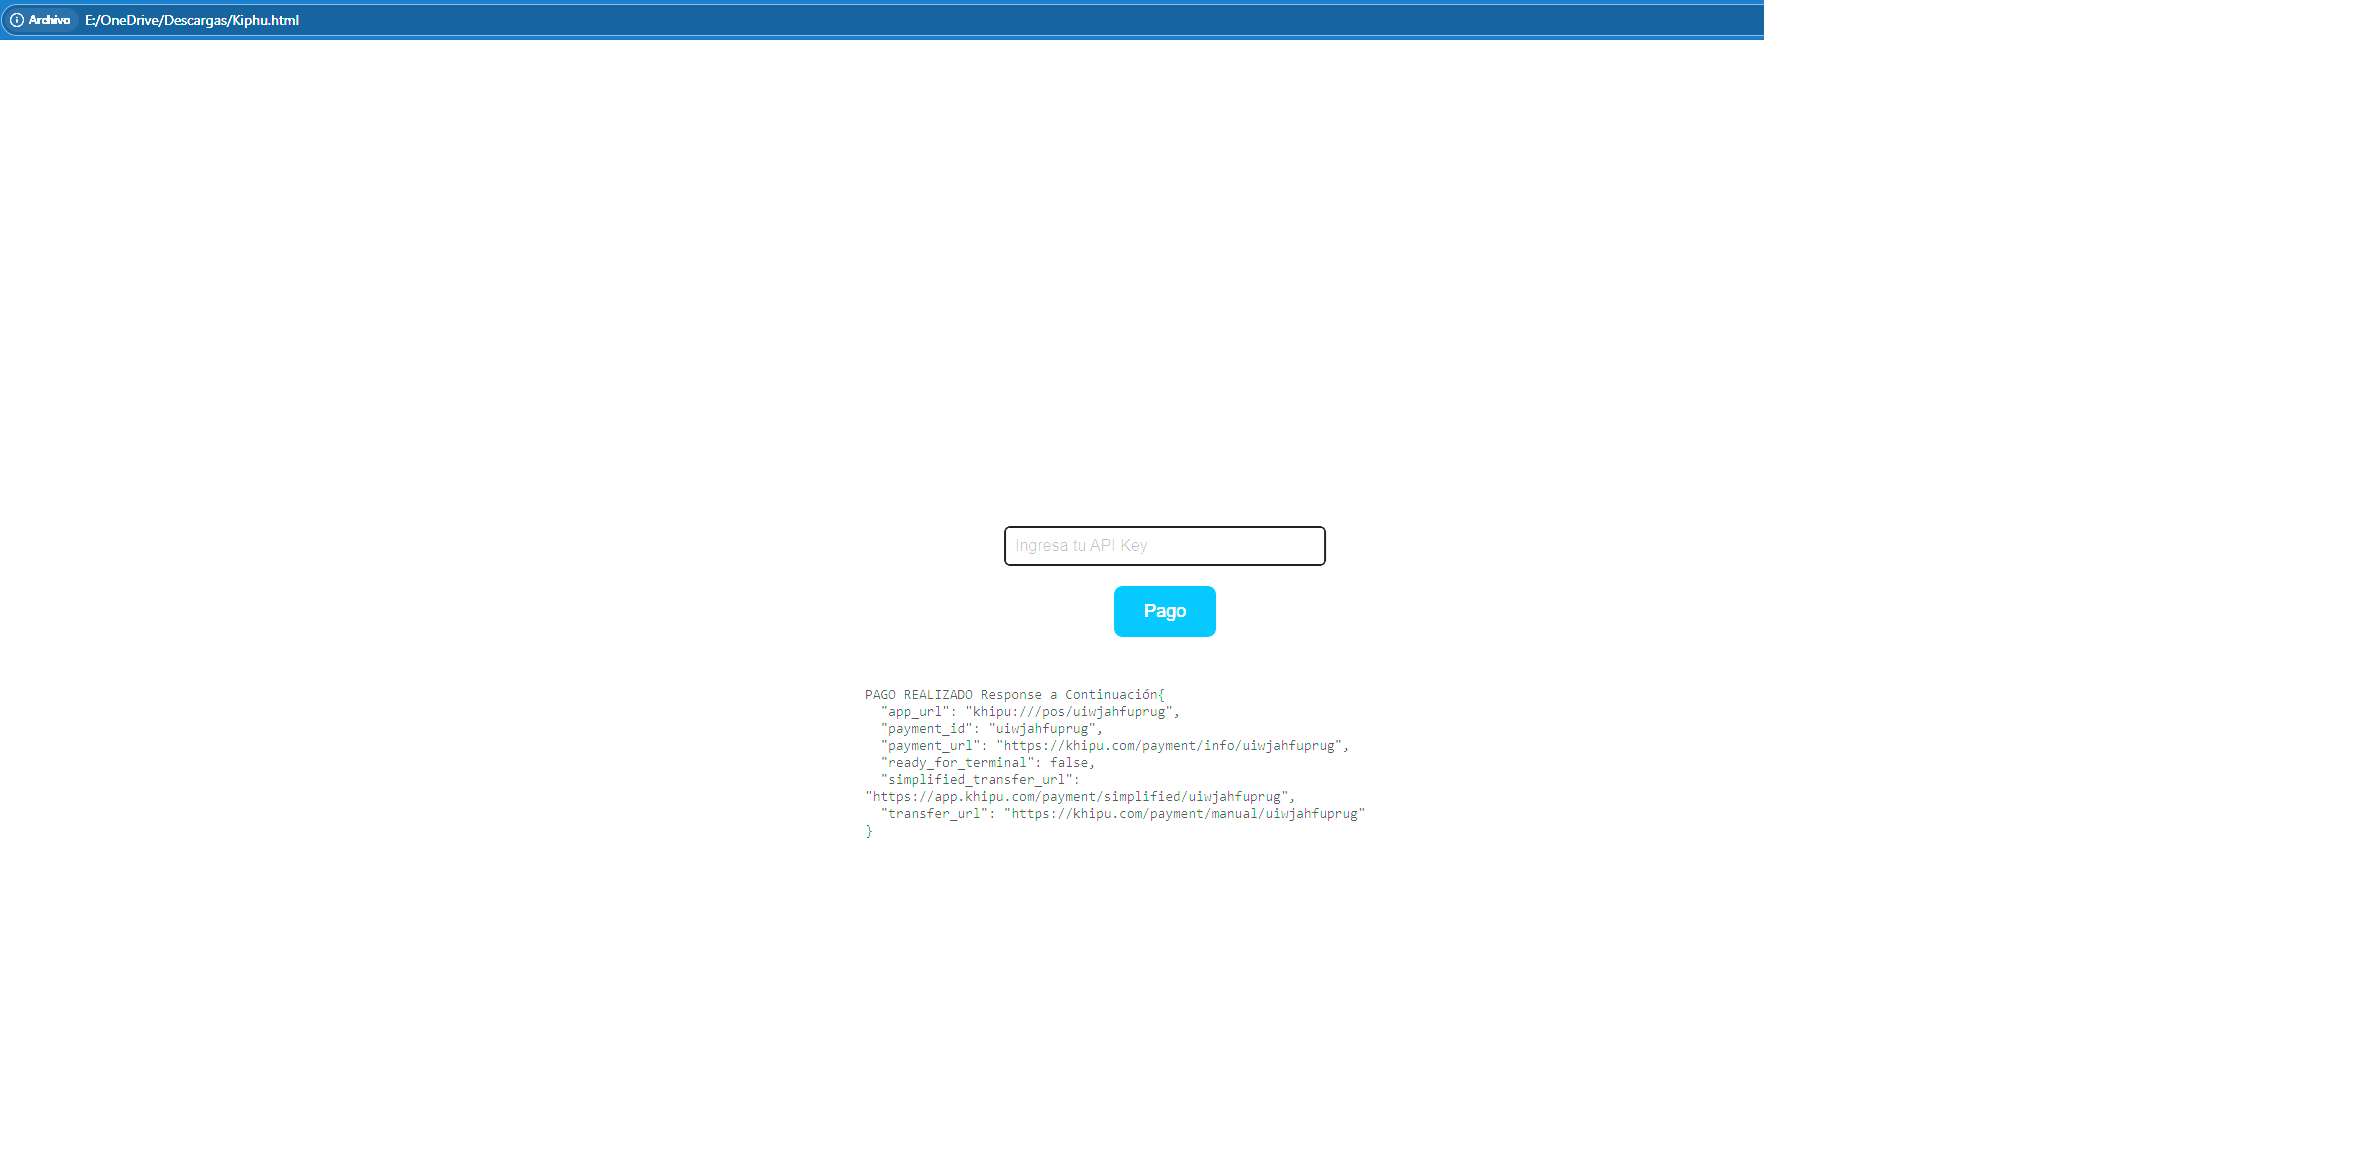 Archivo E:/OneDrive/Descargas/Kiphu.html
Ingresa tu API Key
Pago
PAGO REALIZADO Response a Continuación{
"app_url": "khipu:///pos/uiwjahfuprug",
"payment_id": "uiwjahfuprug",
"payment_url": "https://khipu.com/payment/info/uiwjahfuprug",
"ready_for_terminal": false,
"simplified_transfer_url":
"https://app.khipu.com/payment/simplified/uiwjahfuprug",
"transfer_url": "https://khipu.com/payment/manual/uiwjahfuprug"
}